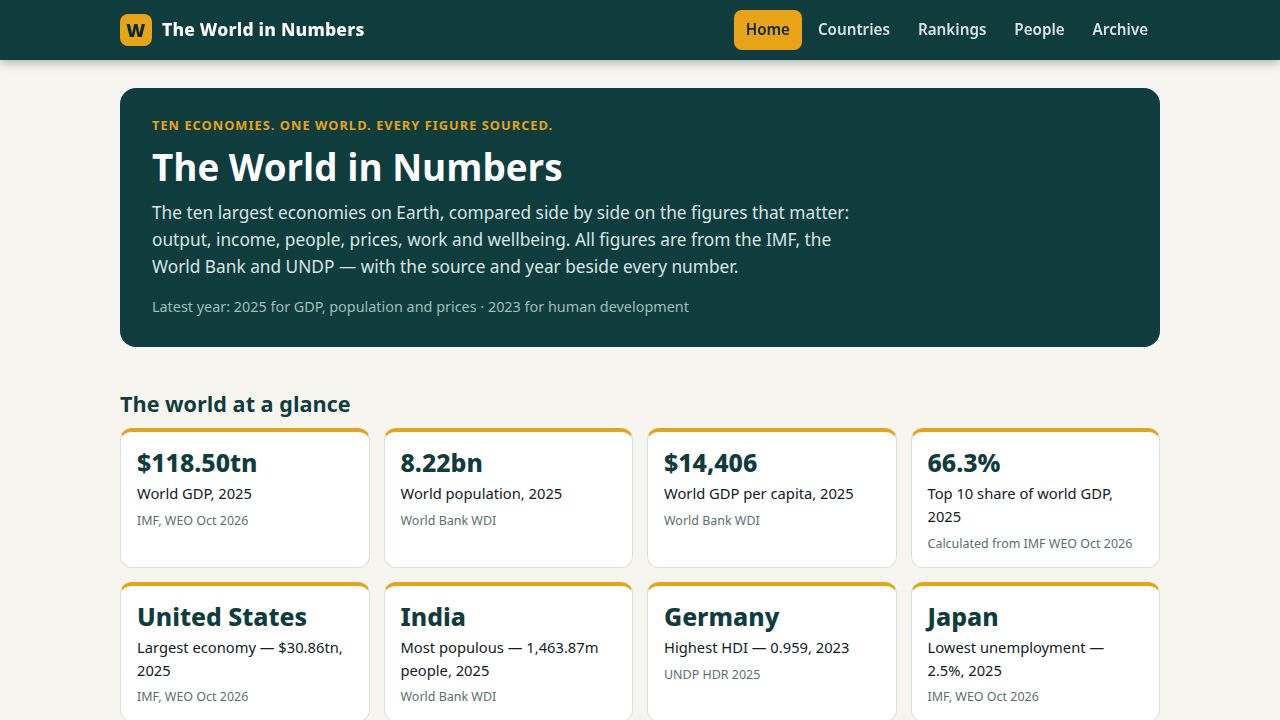 W The World in Numbers
Home Countries Rankings People Archive
TEN ECONOMIES. ONE WORLD. EVERY FIGURE SOURCED.
The World in Numbers
The ten largest economies on Earth, compared side by side on the figures that matter:
output, income, people, prices, work and wellbeing. All figures are from the IMF, the
World Bank and UNDP — with the source and year beside every number.
Latest year: 2025 for GDP, population and prices · 2023 for human development
The world at a glance
$118.50tn
World GDP, 2025
IMF, WEO Oct 2026
8.22bn
World population, 2025
World Bank WDI
$14,406
World GDP per capita, 2025
World Bank WDI
66.3%
Top 10 share of world GDP,
2025
Calculated from IMF WEO Oct 2026
United States
Largest economy — $30.86tn,
2025
IMF, WEO Oct 2026
India
Most populous — 1,463.87m
people, 2025
World Bank WDI
Germany
Highest HDI — 0.959, 2023
UNDP HDR 2025
Japan
Lowest unemployment —
2.5%, 2025
IMF, WEO Oct 2026